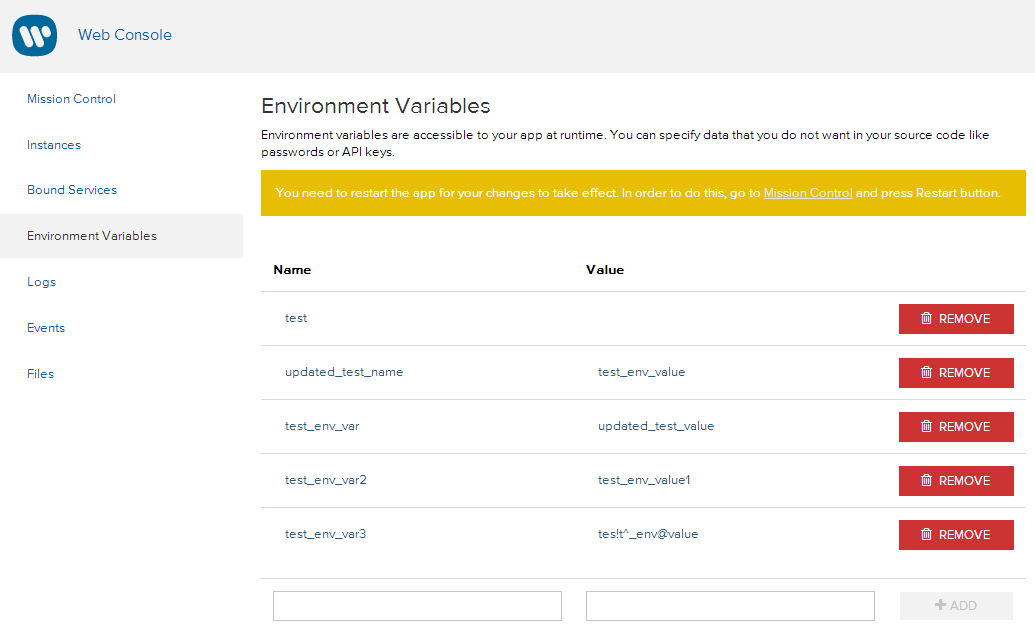 Web Console
Mission Control
Instances
Bound Services
Environment Variables
Logs
Events
Files
Environment Variables
Environment variables are accessible to your app at runtime. You can specify data that you do not want in your source code like
passwords or API keys.
You need to restart the app for your changes to take effect. In order to do this, go to Mission Control and press Restart button.
Name Value
test REMOVE
updated_test_name test_env_value REMOVE
test_env_var updated_test_value REMOVE
test_env_var2 test_env_value1 REMOVE
test_env_var3 tes!t^_env@value REMOVE
+ ADD